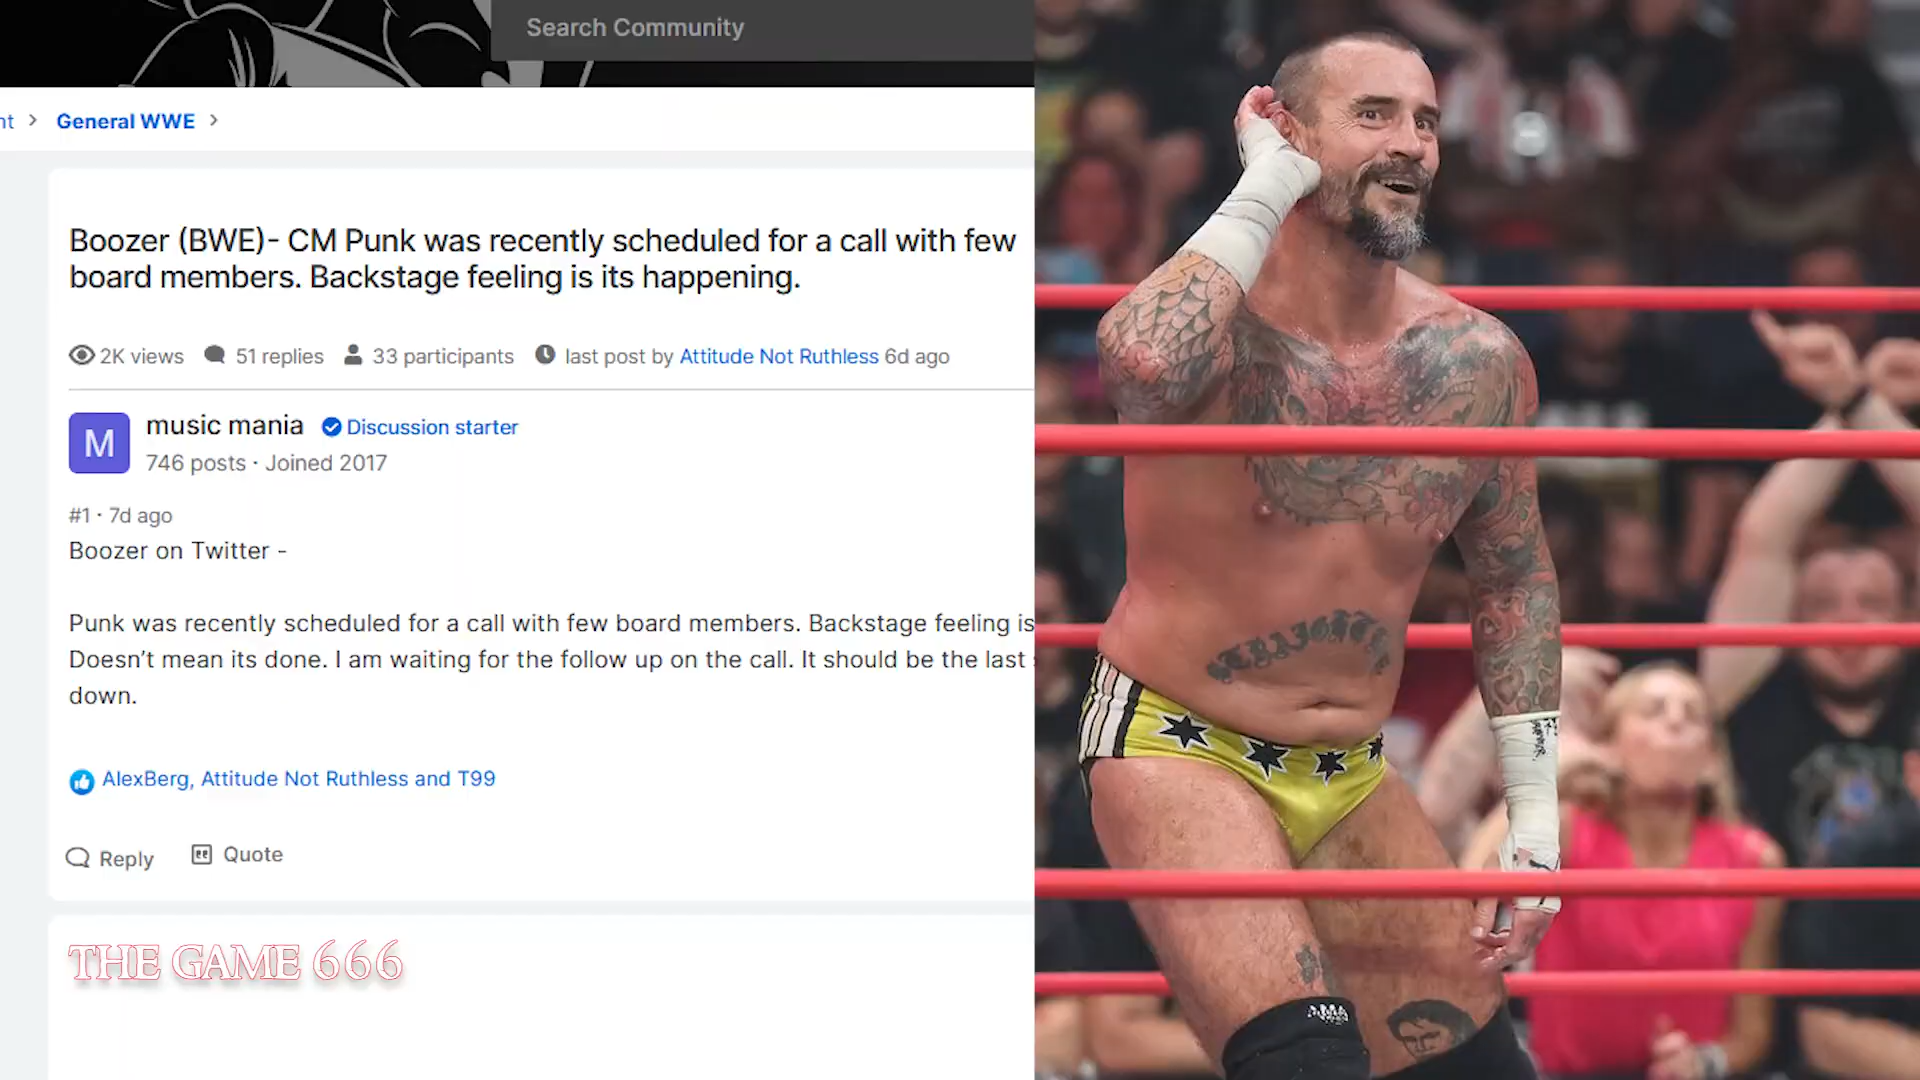 Search Community
nt > General WWE >
Boozer (BWE)- CM Punk was recently scheduled for a call with few
board members. Backstage feeling is its happening.
2K views 51 replies 33 participants last post by Attitude Not Ruthless 6d ago
M
music mania Discussion starter
746 posts · Joined 2017
#1 · 7d ago
Boozer on Twitter -
Punk was recently scheduled for a call with few board members. Backstage feeling is
Doesn’t mean its done. I am waiting for the follow up on the call. It should be the last
down.
AlexBerg, Attitude Not Ruthless and T99
Reply Quote
THE GAME 666
STRAIGHT